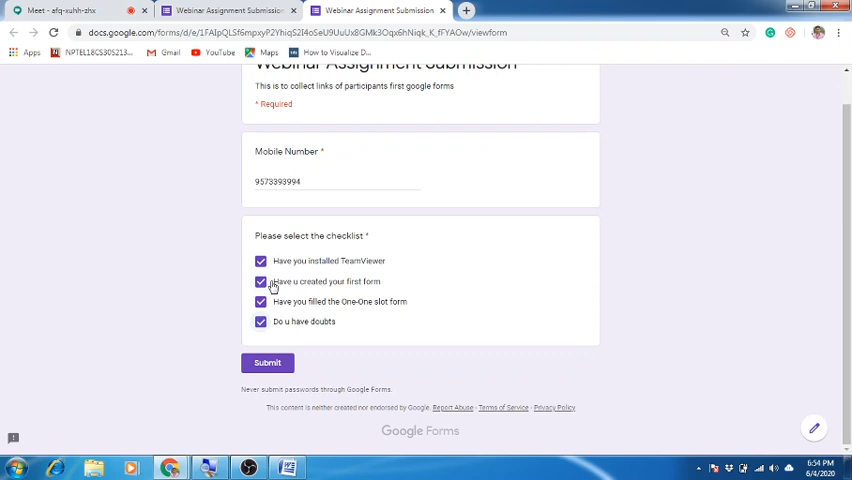 Meet - afq-xuhh-zhx
Webinar Assignment Submission
Webinar Assignment Submission
docs.google.com/forms/d/e/1FAIpQLSf6mpxyP2YhiqS2I4oSeU9UuUx8GMk3Oqx6hNiqk_K_fFYAOw/viewform
Apps NPTEL18CS30S213... Gmail YouTube Maps How to Visualize D...
Webinar Assignment Submission
This is to collect links of participants first google forms
* Required
Mobile Number *
9573393994
Please select the checklist *
Have you installed TeamViewer
Have u created your first form
Have you filled the One-One slot form
Do u have doubts
Submit
Never submit passwords through Google Forms.
This content is neither created nor endorsed by Google. Report Abuse - Terms of Service - Privacy Policy
Google Forms
6:54 PM
6/4/2020